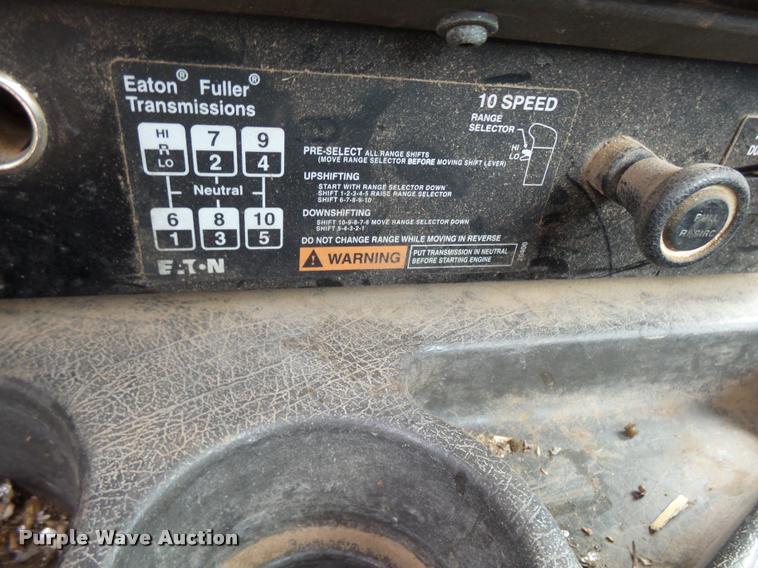 Eaton® Fuller®
Transmissions
HI
R
LO
7
2
9
4
Neutral
6
1
8
3
10
5
EATON
10 SPEED
RANGE
SELECTOR
HI
LO
PRE-SELECT ALL RANGE SHIFTS
(MOVE RANGE SELECTOR BEFORE MOVING SHIFT LEVER)
UPSHIFTING
START WITH RANGE SELECTOR DOWN
SHIFT 1-2-3-4-5 RAISE RANGE SELECTOR
SHIFT 6-7-8-9-10
DOWNSHIFTING
SHIFT 10-9-8-7-6 MOVE RANGE SELECTOR DOWN
SHIFT 5-4-3-2-1
DO NOT CHANGE RANGE WHILE MOVING IN REVERSE
WARNING
PUT TRANSMISSION IN NEUTRAL
BEFORE STARTING ENGINE
PULL
RECIRC
Purple Wave Auction